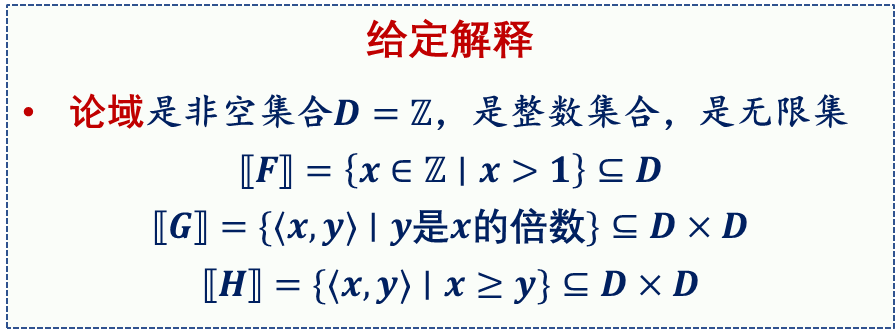 给定解释
• 论域是非空集合D = ℤ，是整数集合，是无限集
⟦F⟧ = {x ∈ ℤ ∣ x > 1} ⊆ D
⟦G⟧ = {⟨x, y⟩ ∣ y是x的倍数} ⊆ D × D
⟦H⟧ = {⟨x, y⟩ ∣ x ≥ y} ⊆ D × D